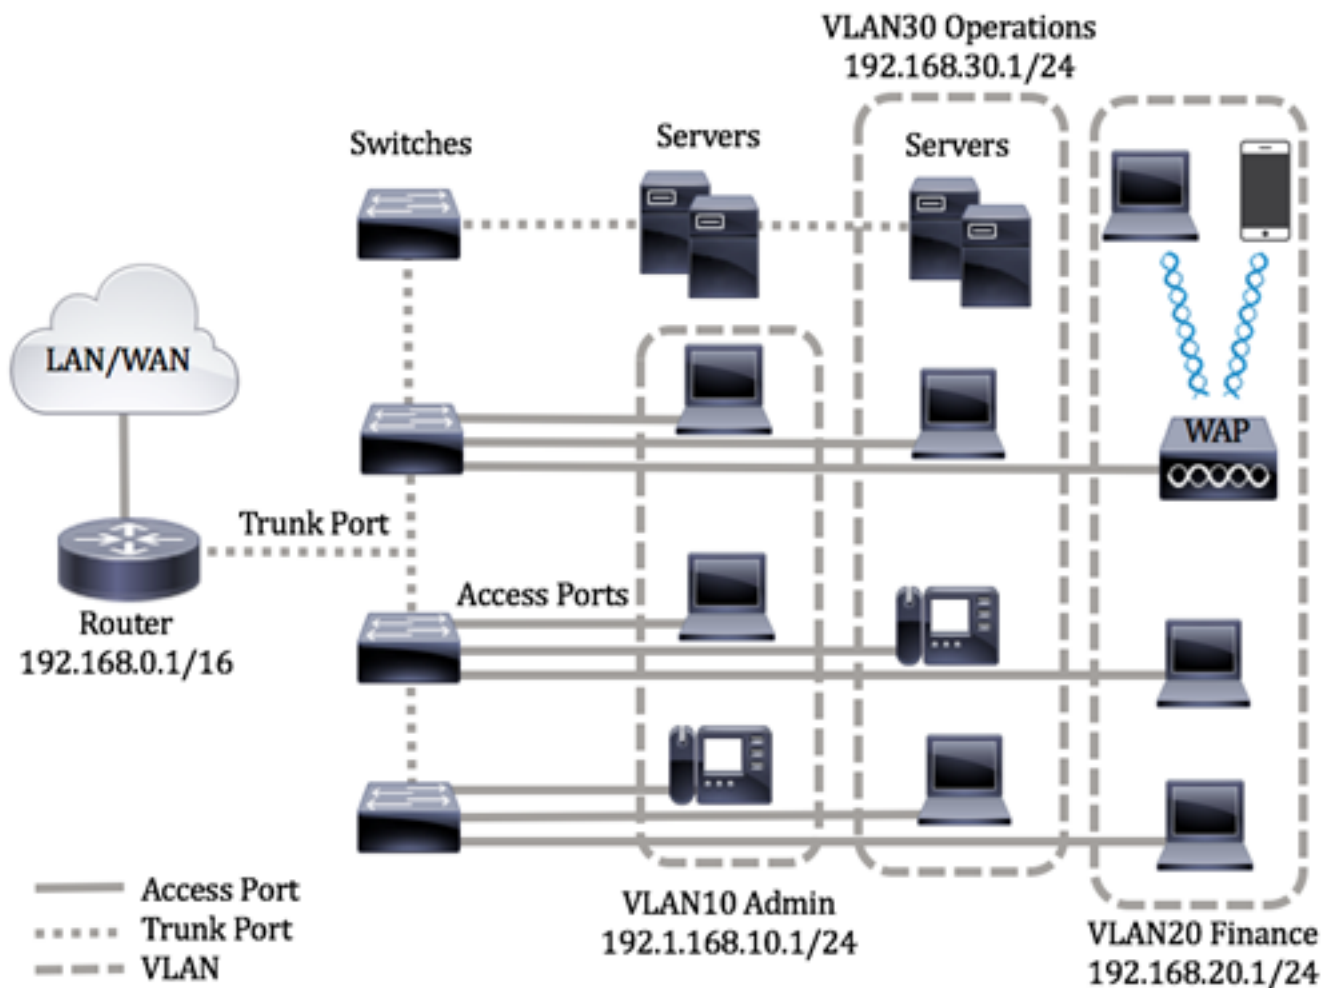 VLAN30 Operations
192.168.30.1/24
Switches
Servers
Servers
LAN/WAN
WAP
Trunk Port
Access Ports
Router
192.168.0.1/16
VLAN10 Admin
192.1.168.10.1/24
VLAN20 Finance
192.168.20.1/24
Access Port
Trunk Port
VLAN